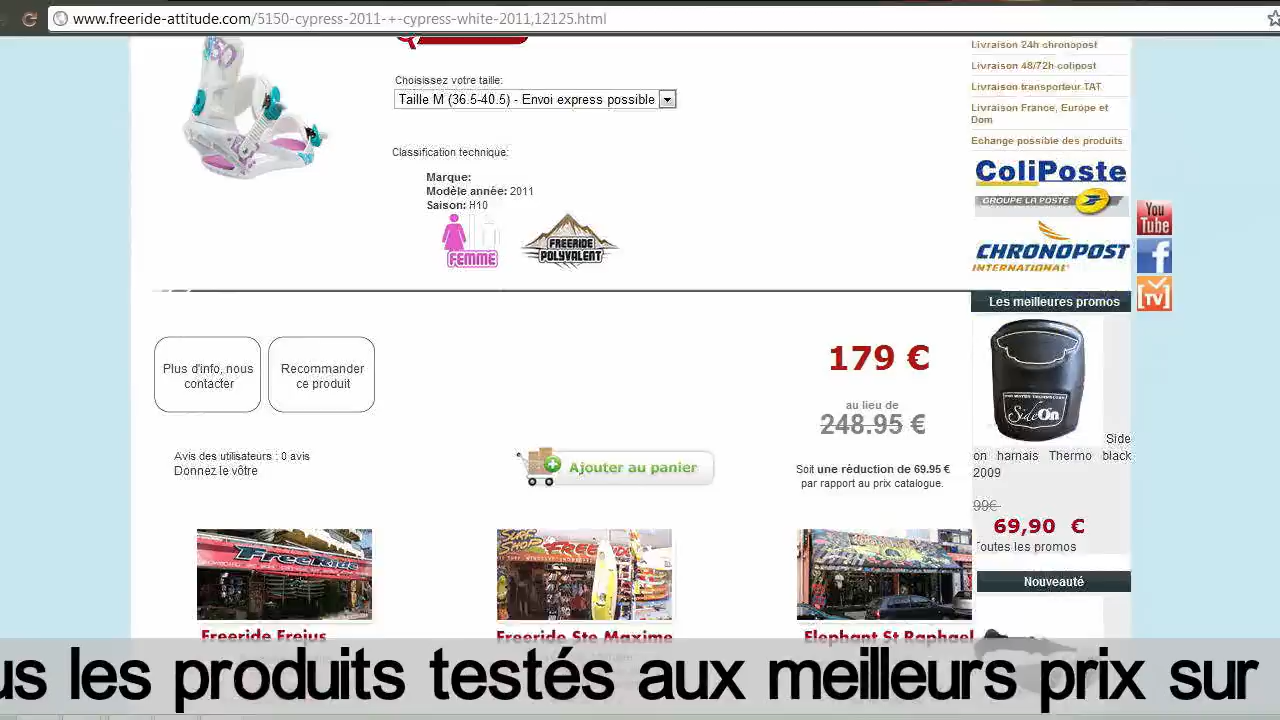 www.freeride-attitude.com/5150-cypress-2011-+-cypress-white-2011,12125.html
Choisissez votre taille:
Taille M (36.5-40.5) - Envoi express possible
Classification technique:
Marque:
Modèle année: 2011
Saison: H10
FEMME
FREERIDE
POLYVALENT
Plus d'info, nous
contacter
Recommander
ce produit
179 €
au lieu de
248.95 €
Avis des utilisateurs : 0 avis
Donnez le vôtre
Ajouter au panier
Soit une réduction de 69.95 €
par rapport au prix catalogue.
FREERIDE
SURF
SHOP
Freeride Frejus
Freeride Ste Maxime
Elephant St Raphael
Livraison 24h chronopost
Livraison 48/72h colipost
Livraison transporteur TAT
Livraison France, Europe et
Dom
Echange possible des produits
ColiPoste
GROUPE LA POSTE
CHRONOPOST
INTERNATIONAL
You
Tube
f
[TV]
Les meilleures promos
Side On
Side
on harnais Thermo black
2009
99€
69,90 €
Toutes les promos
Nouveauté
us les produits testés aux meilleurs prix sur